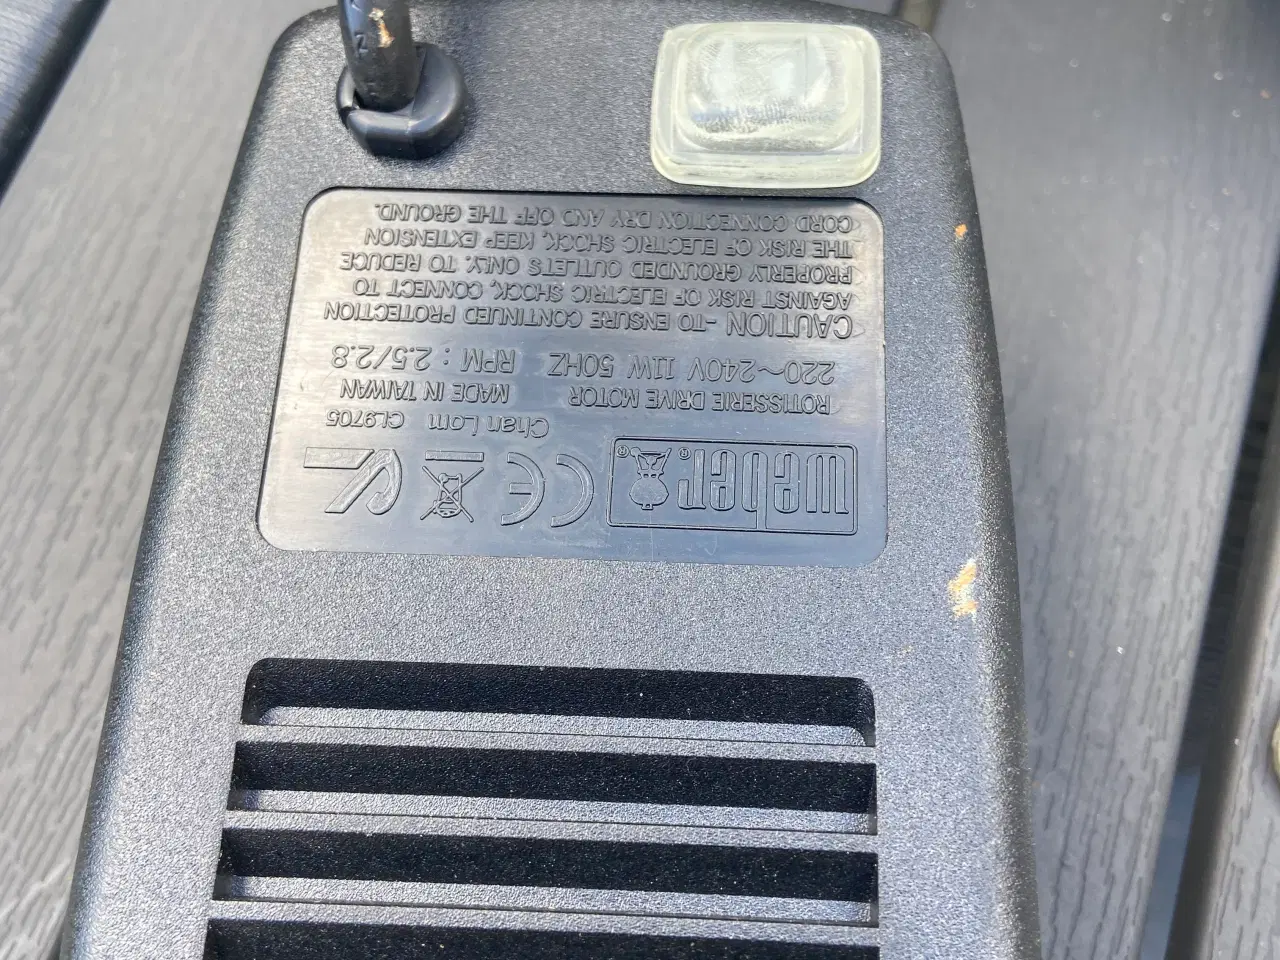 weber®
CE
Chan Lam CL9705
ROTISSERIE DRIVE MOTOR MADE IN TAIWAN
220~240V 11W 50HZ RPM : 2.5/2.8
CAUTION -TO ENSURE CONTINUED PROTECTION
AGAINST RISK OF ELECTRIC SHOCK, CONNECT TO
PROPERLY GROUNDED OUTLETS ONLY. TO REDUCE
THE RISK OF ELECTRIC SHOCK, KEEP EXTENSION
CORD CONNECTION DRY AND OFF THE GROUND.